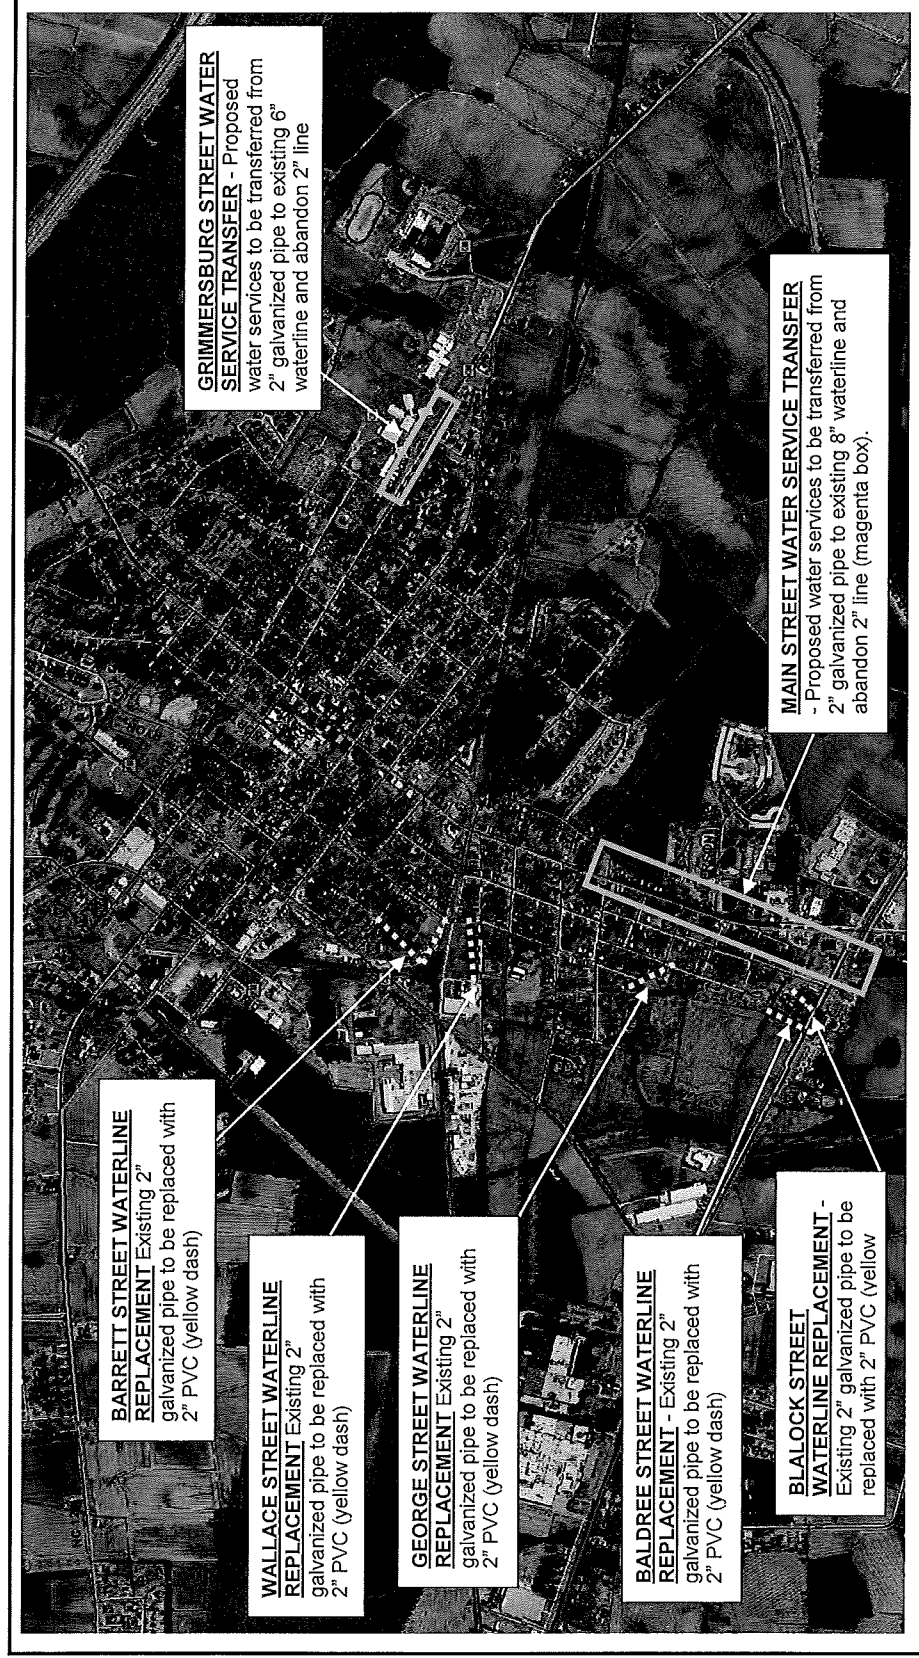 GRIMMERSBURG STREET WATER
SERVICE TRANSFER - Proposed
water services to be transferred from
2" galvanized pipe to existing 6"
waterline and abandon 2" line
MAIN STREET WATER SERVICE TRANSFER
- Proposed water services to be transferred from
2" galvanized pipe to existing 8" waterline and
abandon 2" line (magenta box).
BARRETT STREET WATERLINE
REPLACEMENT Existing 2"
galvanized pipe to be replaced with
2" PVC (yellow dash)
WALLACE STREET WATERLINE
REPLACEMENT Existing 2"
galvanized pipe to be replaced with
2" PVC (yellow dash)
GEORGE STREET WATERLINE
REPLACEMENT Existing 2"
galvanized pipe to be replaced with
2" PVC (yellow dash)
BALDREE STREET WATERLINE
REPLACEMENT - Existing 2"
galvanized pipe to be replaced with
2" PVC (yellow dash)
BLALOCK STREET
WATERLINE REPLACEMENT -
Existing 2" galvanized pipe to be
replaced with 2" PVC (yellow